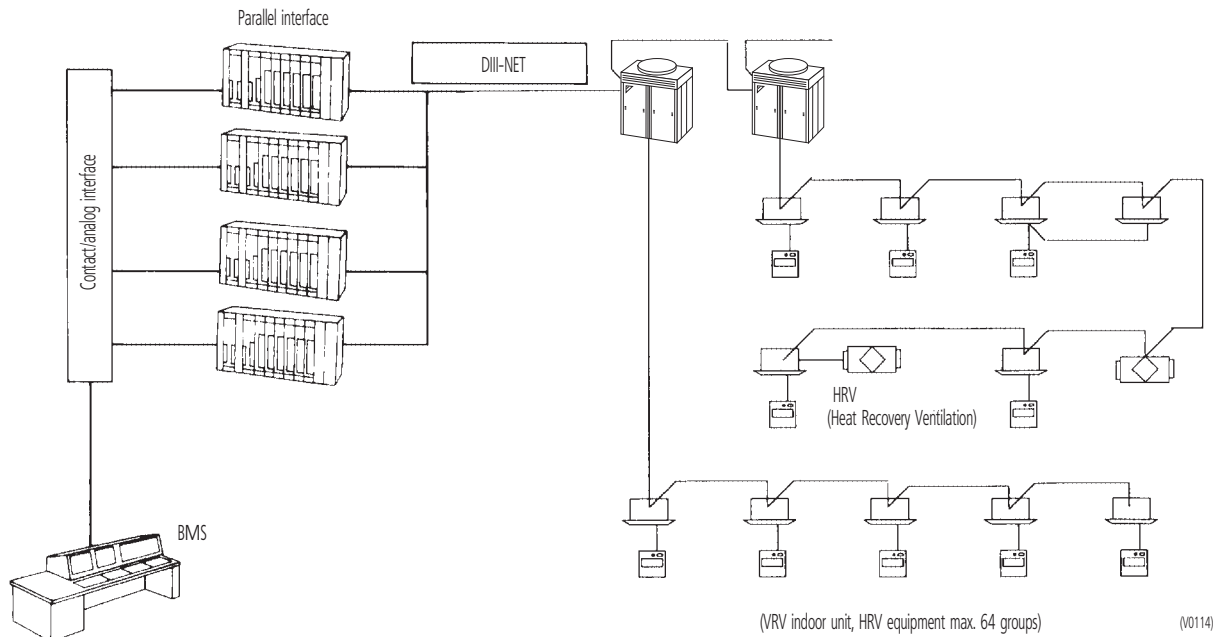 Parallel interface
DIII-NET
Contact/analog interface
HRV
(Heat Recovery Ventilation)
BMS
(VRV indoor unit, HRV equipment max. 64 groups)
(V0114)